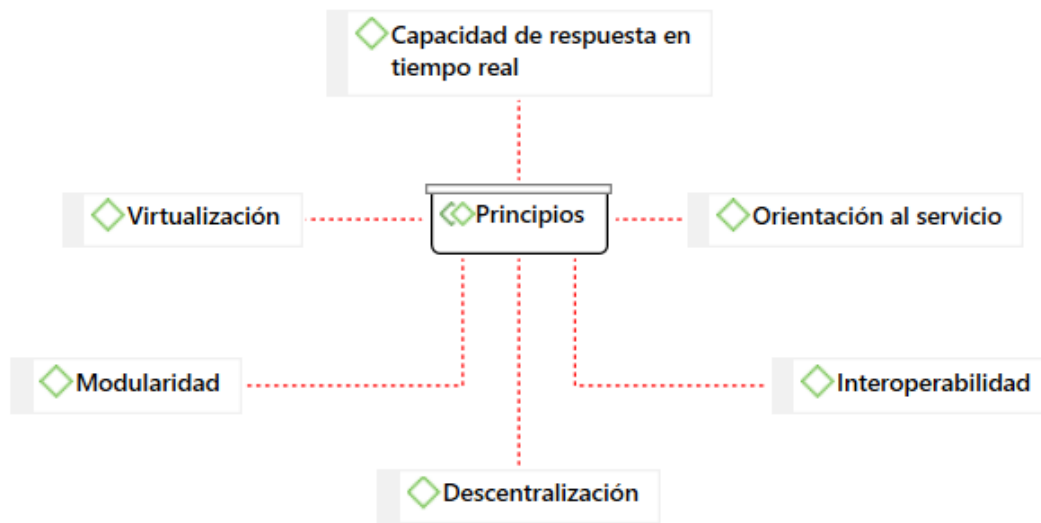 Capacidad de respuesta en
tiempo real
Virtualización
Principios
Orientación al servicio
Modularidad
Interoperabilidad
Descentralización